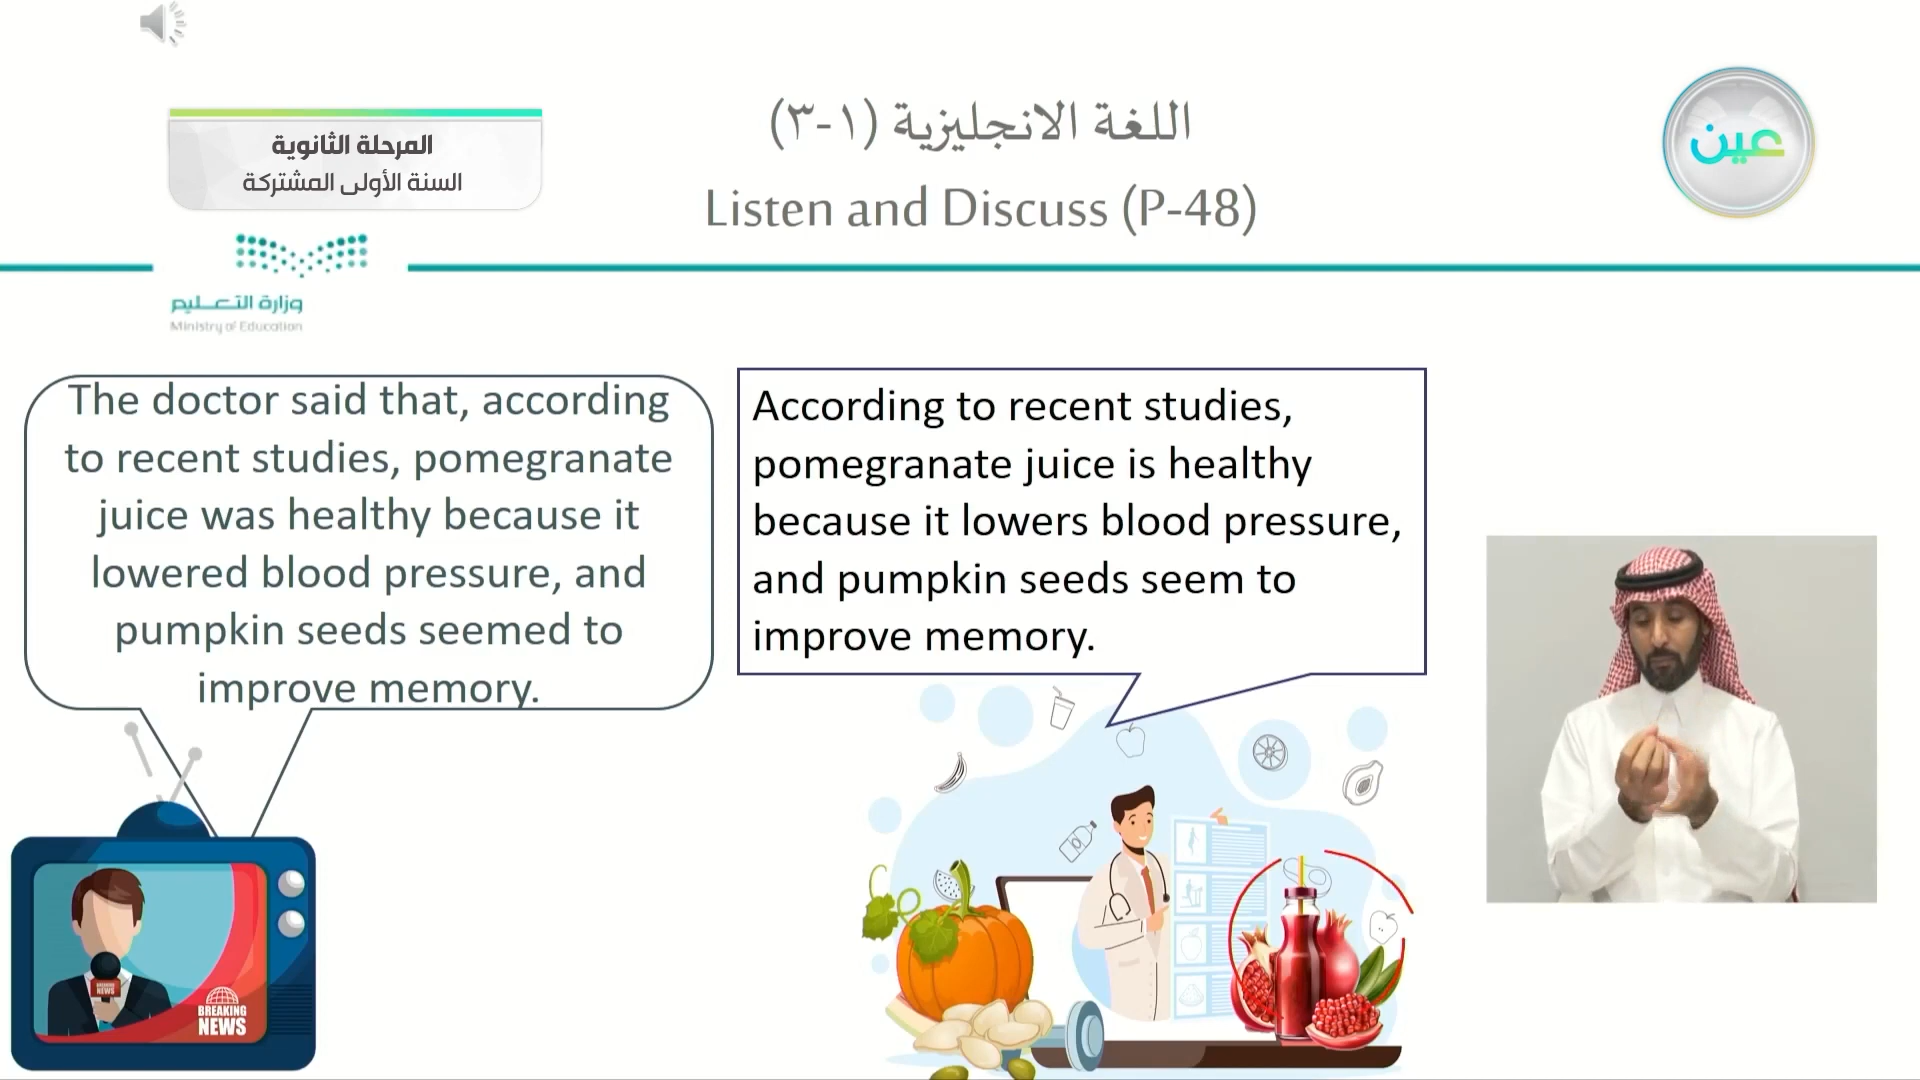 المرحلة الثانوية
السنة الأولى المشتركة
اللغة الانجليزية (١-٣)
Listen and Discuss (P-48)
عين
وزارة التعليم
Ministry of Education
The doctor said that, according
to recent studies, pomegranate
juice was healthy because it
lowered blood pressure, and
pumpkin seeds seemed to
improve memory.
According to recent studies,
pomegranate juice is healthy
because it lowers blood pressure,
and pumpkin seeds seem to
improve memory.
BREAKING
NEWS
BREAKING
NEWS